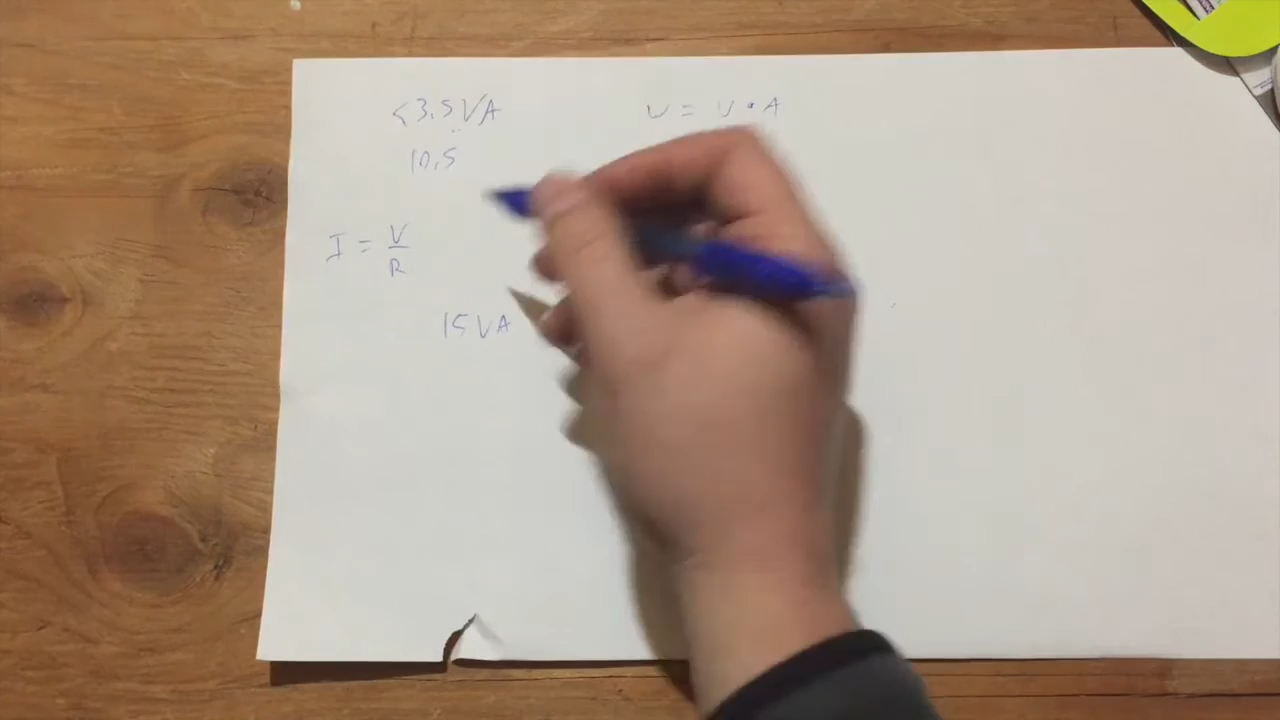 <3.5VA
U = V • A
10.5
I = V/R
15VA